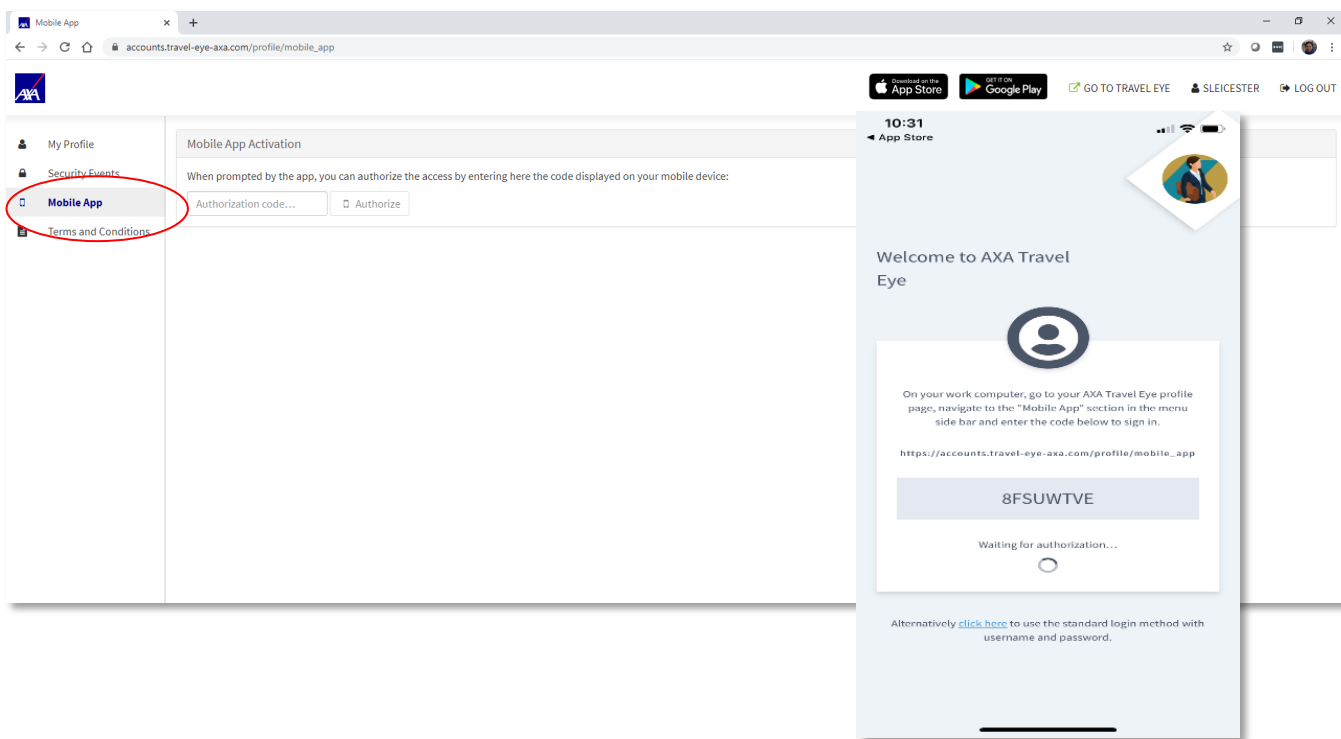 Mobile App
accounts.travel-eye-axa.com/profile/mobile_app
AXA
Download on the
App Store
GET IT ON
Google Play
GO TO TRAVEL EYE
SLEICESTER
LOG OUT
My Profile
Security Events
Mobile App
Terms and Conditions
Mobile App Activation
When prompted by the app, you can authorize the access by entering here the code displayed on your mobile device:
Authorization code...
Authorize
10:31
App Store
Welcome to AXA Travel
Eye
On your work computer, go to your AXA Travel Eye profile
page, navigate to the "Mobile App" section in the menu
side bar and enter the code below to sign in.
https://accounts.travel-eye-axa.com/profile/mobile_app
8FSUWTVE
Waiting for authorization...
Alternatively click here to use the standard login method with
username and password.